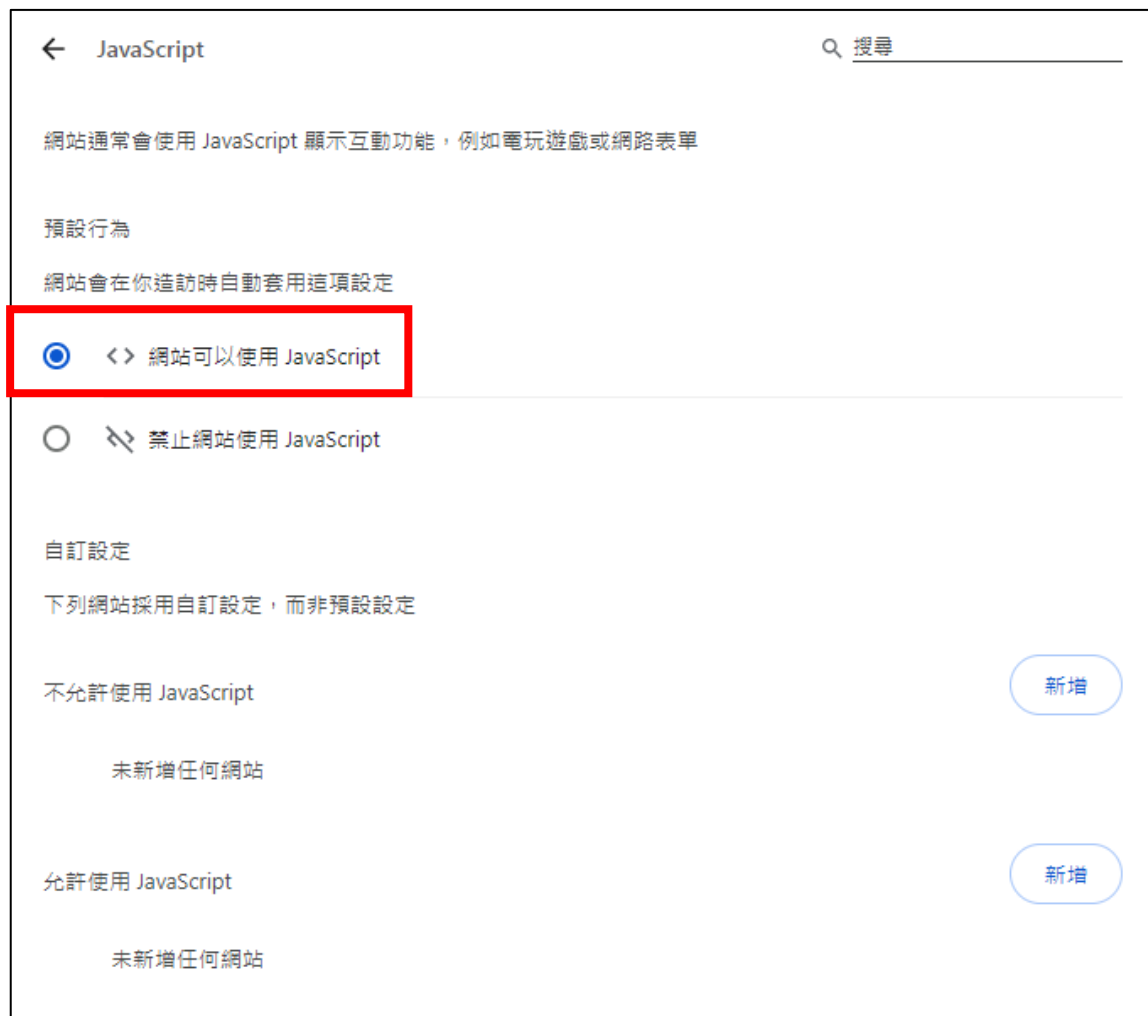 JavaScript
搜尋
網站通常會使用 JavaScript 顯示互動功能，例如電玩遊戲或網路表單
預設行為
網站會在你造訪時自動套用這項設定
網站可以使用 JavaScript
禁止網站使用 JavaScript
自訂設定
下列網站採用自訂設定，而非預設設定
不允許使用 JavaScript
新增
未新增任何網站
允許使用 JavaScript
新增
未新增任何網站